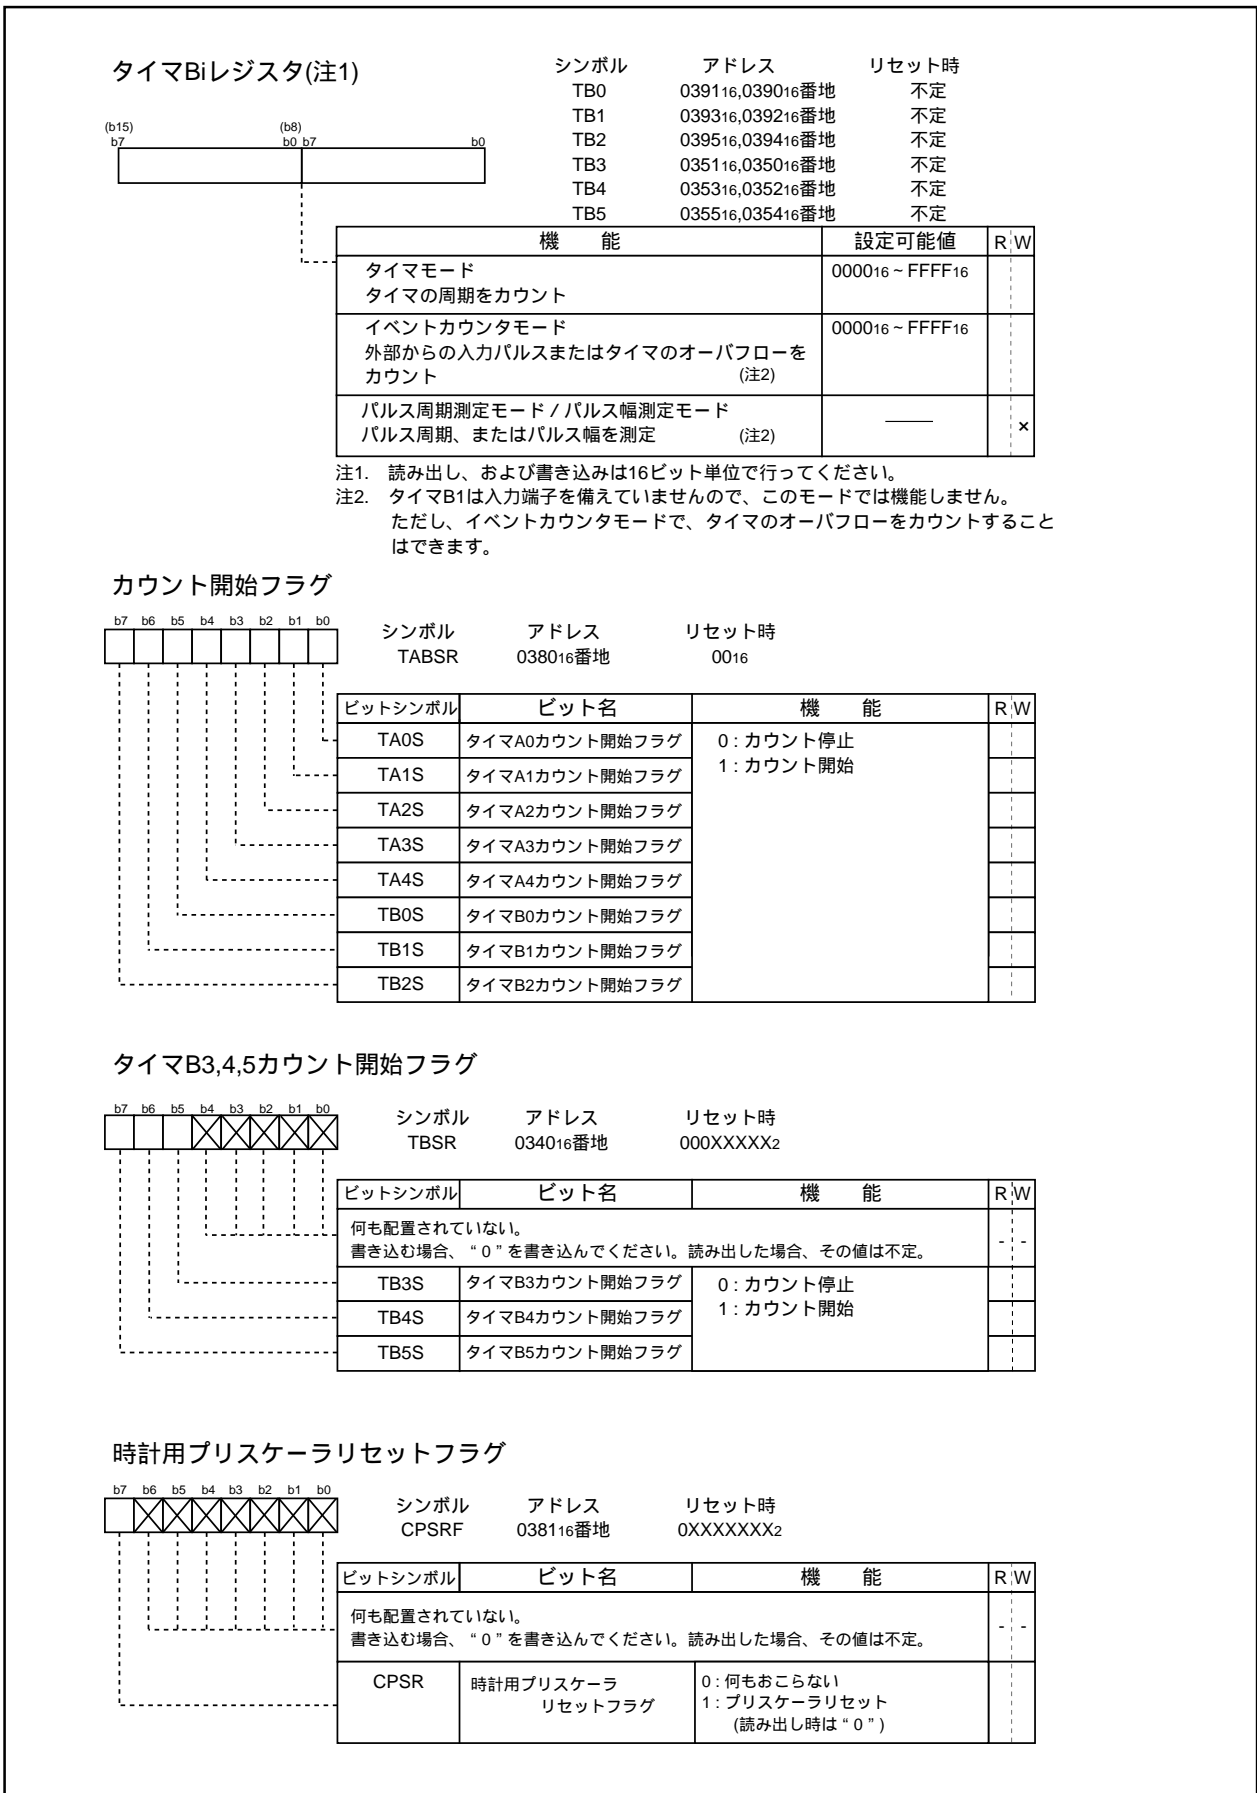 タイマBiレジスタ(注1)
シンボル アドレス リセット時
TB0 039116,039016番地 不定
TB1 039316,039216番地 不定
TB2 039516,039416番地 不定
TB3 035116,035016番地 不定
TB4 035316,035216番地 不定
TB5 035516,035416番地 不定
(b15) (b8)
b7 b0 b7 b0
機 能 設定可能値 R W
タイマモード 000016 ~ FFFF16
タイマの周期をカウント
イベントカウンタモード 000016 ~ FFFF16
外部からの入力パルスまたはタイマのオーバフローを
カウント (注2)
パルス周期測定モード / パルス幅測定モード
パルス周期、またはパルス幅を測定 (注2) ×
注1. 読み出し、および書き込みは16ビット単位で行ってください。
注2. タイマB1は入力端子を備えていませんので、このモードでは機能しません。
ただし、イベントカウンタモードで、タイマのオーバフローをカウントすること
はできます。
カウント開始フラグ
b7 b6 b5 b4 b3 b2 b1 b0
シンボル アドレス リセット時
TABSR 038016番地 0016
ビットシンボル ビット名 機 能 R W
TA0S タイマA0カウント開始フラグ 0 : カウント停止
1 : カウント開始
TA1S タイマA1カウント開始フラグ
TA2S タイマA2カウント開始フラグ
TA3S タイマA3カウント開始フラグ
TA4S タイマA4カウント開始フラグ
TB0S タイマB0カウント開始フラグ
TB1S タイマB1カウント開始フラグ
TB2S タイマB2カウント開始フラグ
タイマB3,4,5カウント開始フラグ
b7 b6 b5 b4 b3 b2 b1 b0
シンボル アドレス リセット時
TBSR 034016番地 000XXXXX2
ビットシンボル ビット名 機 能 R W
何も配置されていない。
書き込む場合、“ 0 ” を書き込んでください。読み出した場合、その値は不定。 - -
TB3S タイマB3カウント開始フラグ 0 : カウント停止
1 : カウント開始
TB4S タイマB4カウント開始フラグ
TB5S タイマB5カウント開始フラグ
時計用プリスケーラリセットフラグ
b7 b6 b5 b4 b3 b2 b1 b0
シンボル アドレス リセット時
CPSRF 038116番地 0XXXXXXX2
ビットシンボル ビット名 機 能 R W
何も配置されていない。
書き込む場合、“ 0 ” を書き込んでください。読み出した場合、その値は不定。 - -
CPSR 時計用プリスケーラ 0 : 何もおこらない
リセットフラグ 1 : プリスケーラリセット
(読み出し時は “ 0 ” )